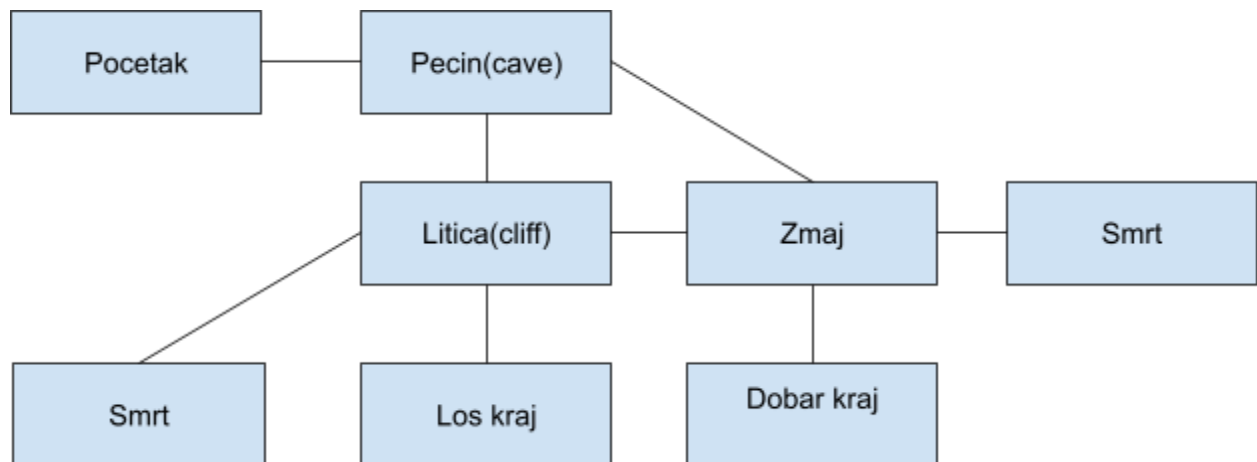 Pocetak
Pecin(cave)
Litica(cliff)
Zmaj
Smrt
Smrt
Los kraj
Dobar kraj